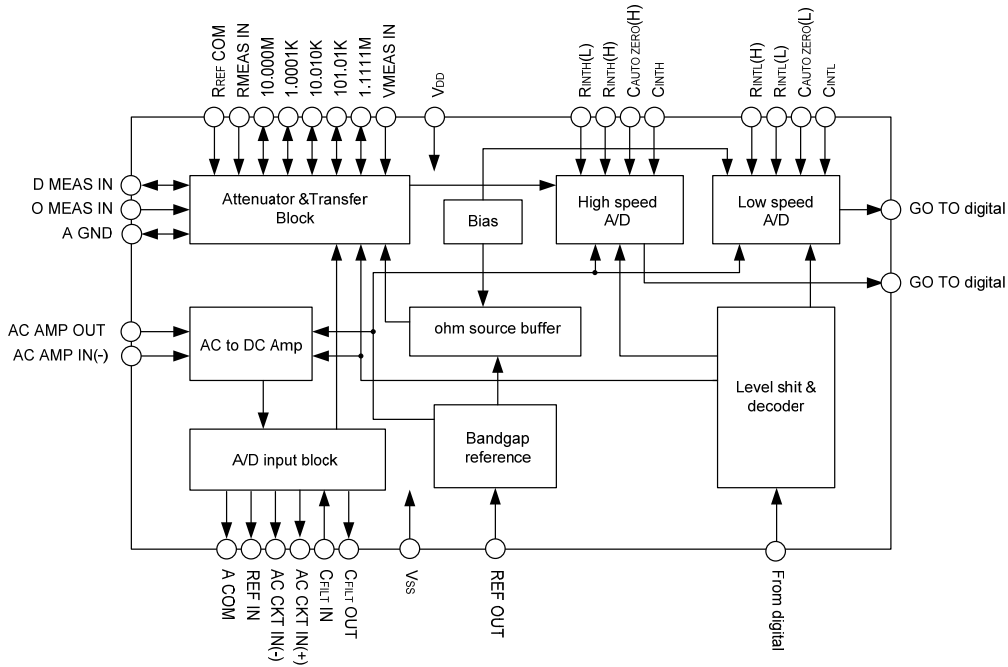 RREF COM
RMEAS IN
10.000M
1.0001K
10.010K
101.01K
1.1111M
VMEAS IN
VDD
RINTH(L)
RINTH(H)
CAUTO ZERO(H)
CINTH
RINTL(H)
RINTL(L)
CAUTO ZERO(L)
CINTL
D MEAS IN
O MEAS IN
A GND
Attenuator &Transfer
Block
Bias
High speed
A/D
Low speed
A/D
GO TO digital
GO TO digital
AC AMP OUT
AC AMP IN(-)
AC to DC Amp
ohm source buffer
Level shit &
decoder
A/D input block
Bandgap
reference
A COM
REF IN
AC CKT IN(-)
AC CKT IN(+)
CFILT IN
CFILT OUT
VSS
REF OUT
From digital